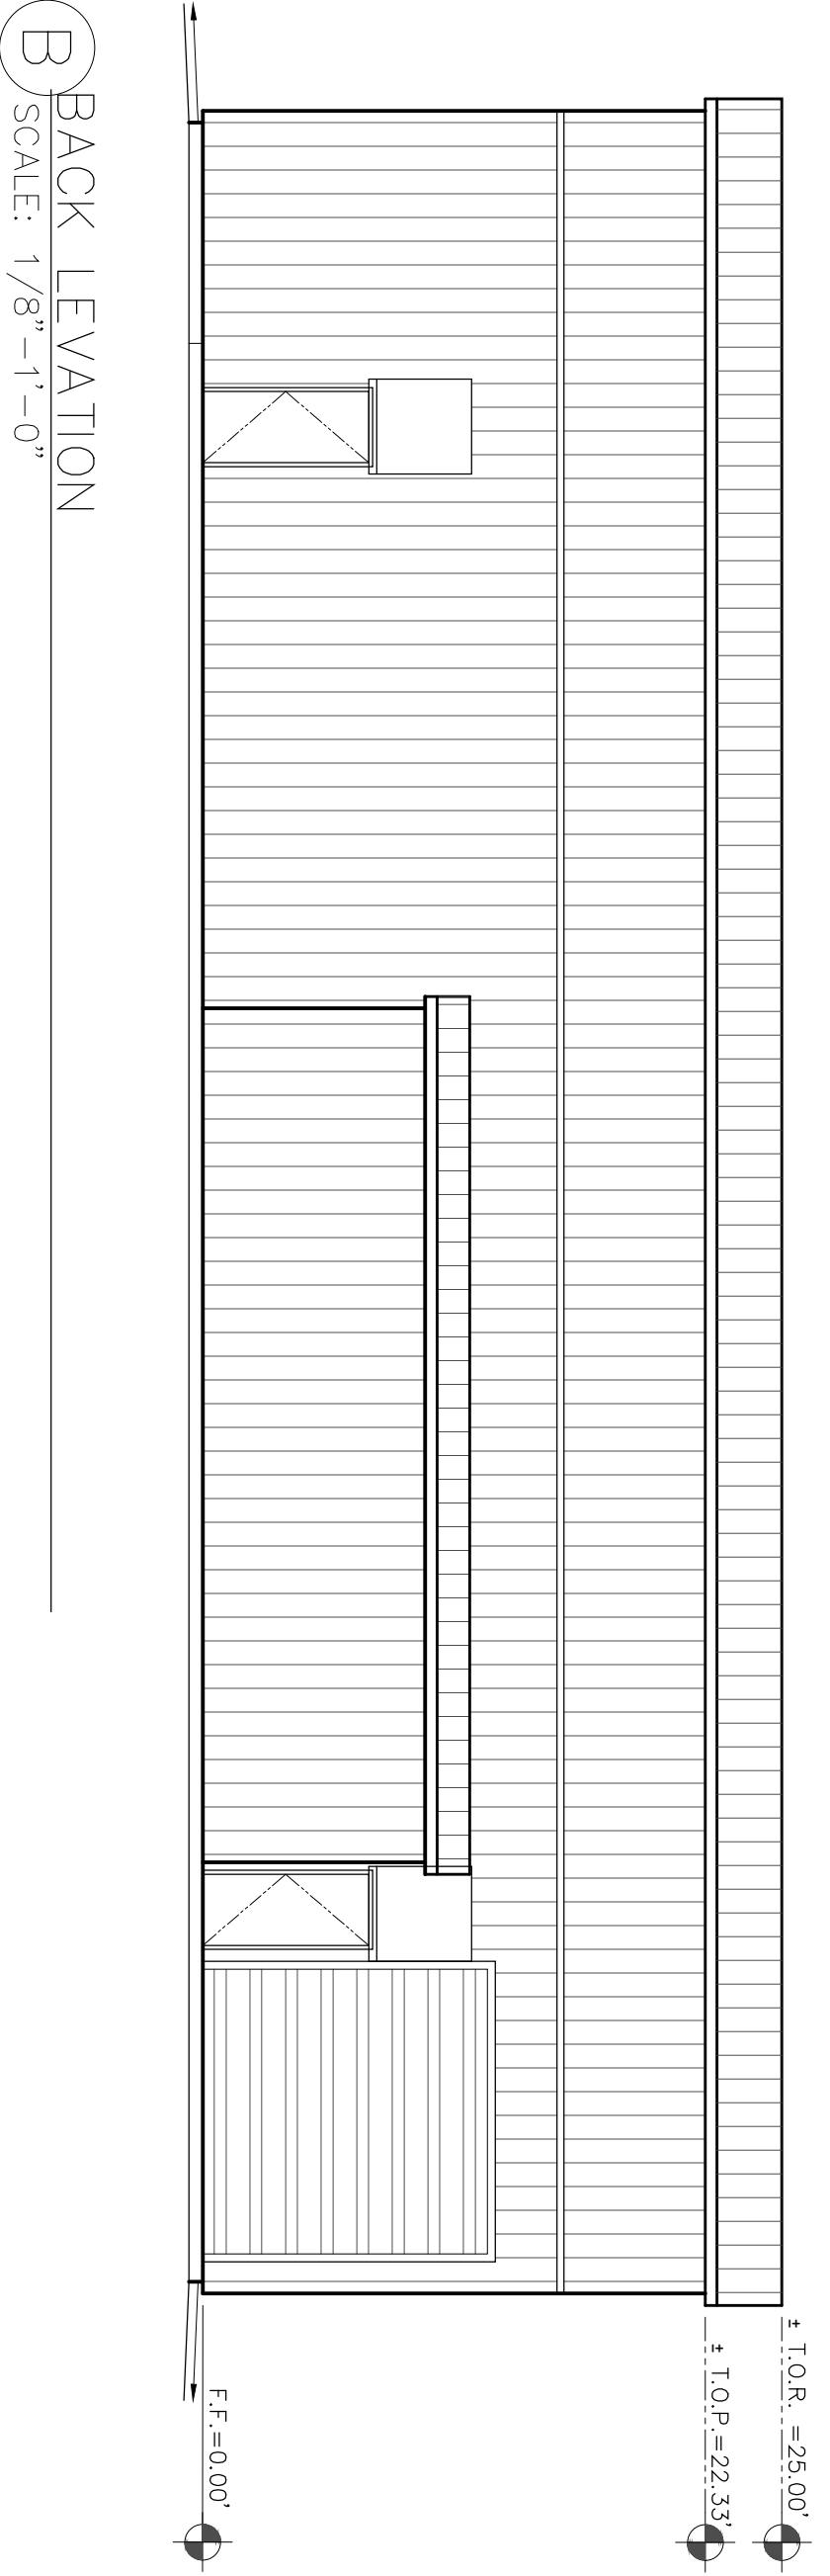 ± T.O.R. =25.00'
± T.O.P.=22.33'
F.F.=0.00'
B
BACK LEVATION
SCALE: 1/8"-1'-0"